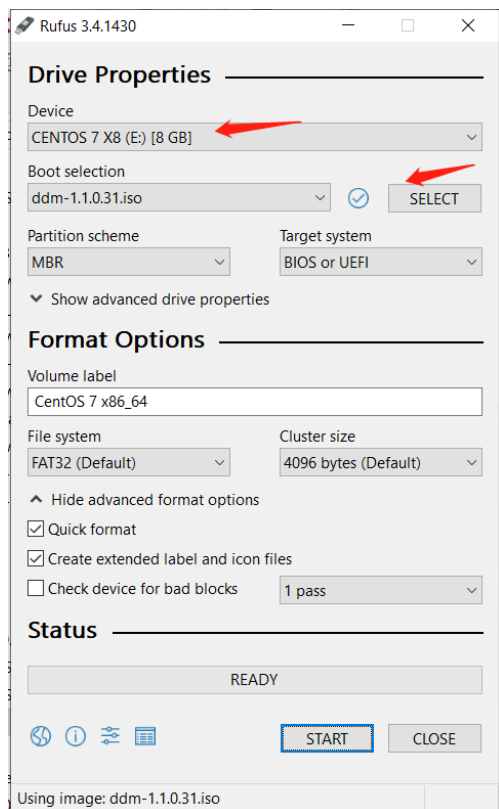 Rufus 3.4.1430
Drive Properties
Device
CENTOS 7 X8 (E:) [8 GB]
Boot selection
ddm-1.1.0.31.iso
SELECT
Partition scheme
Target system
MBR
BIOS or UEFI
Show advanced drive properties
Format Options
Volume label
CentOS 7 x86_64
File system
Cluster size
FAT32 (Default)
4096 bytes (Default)
Hide advanced format options
Quick format
Create extended label and icon files
Check device for bad blocks
1 pass
Status
READY
START
CLOSE
Using image: ddm-1.1.0.31.iso